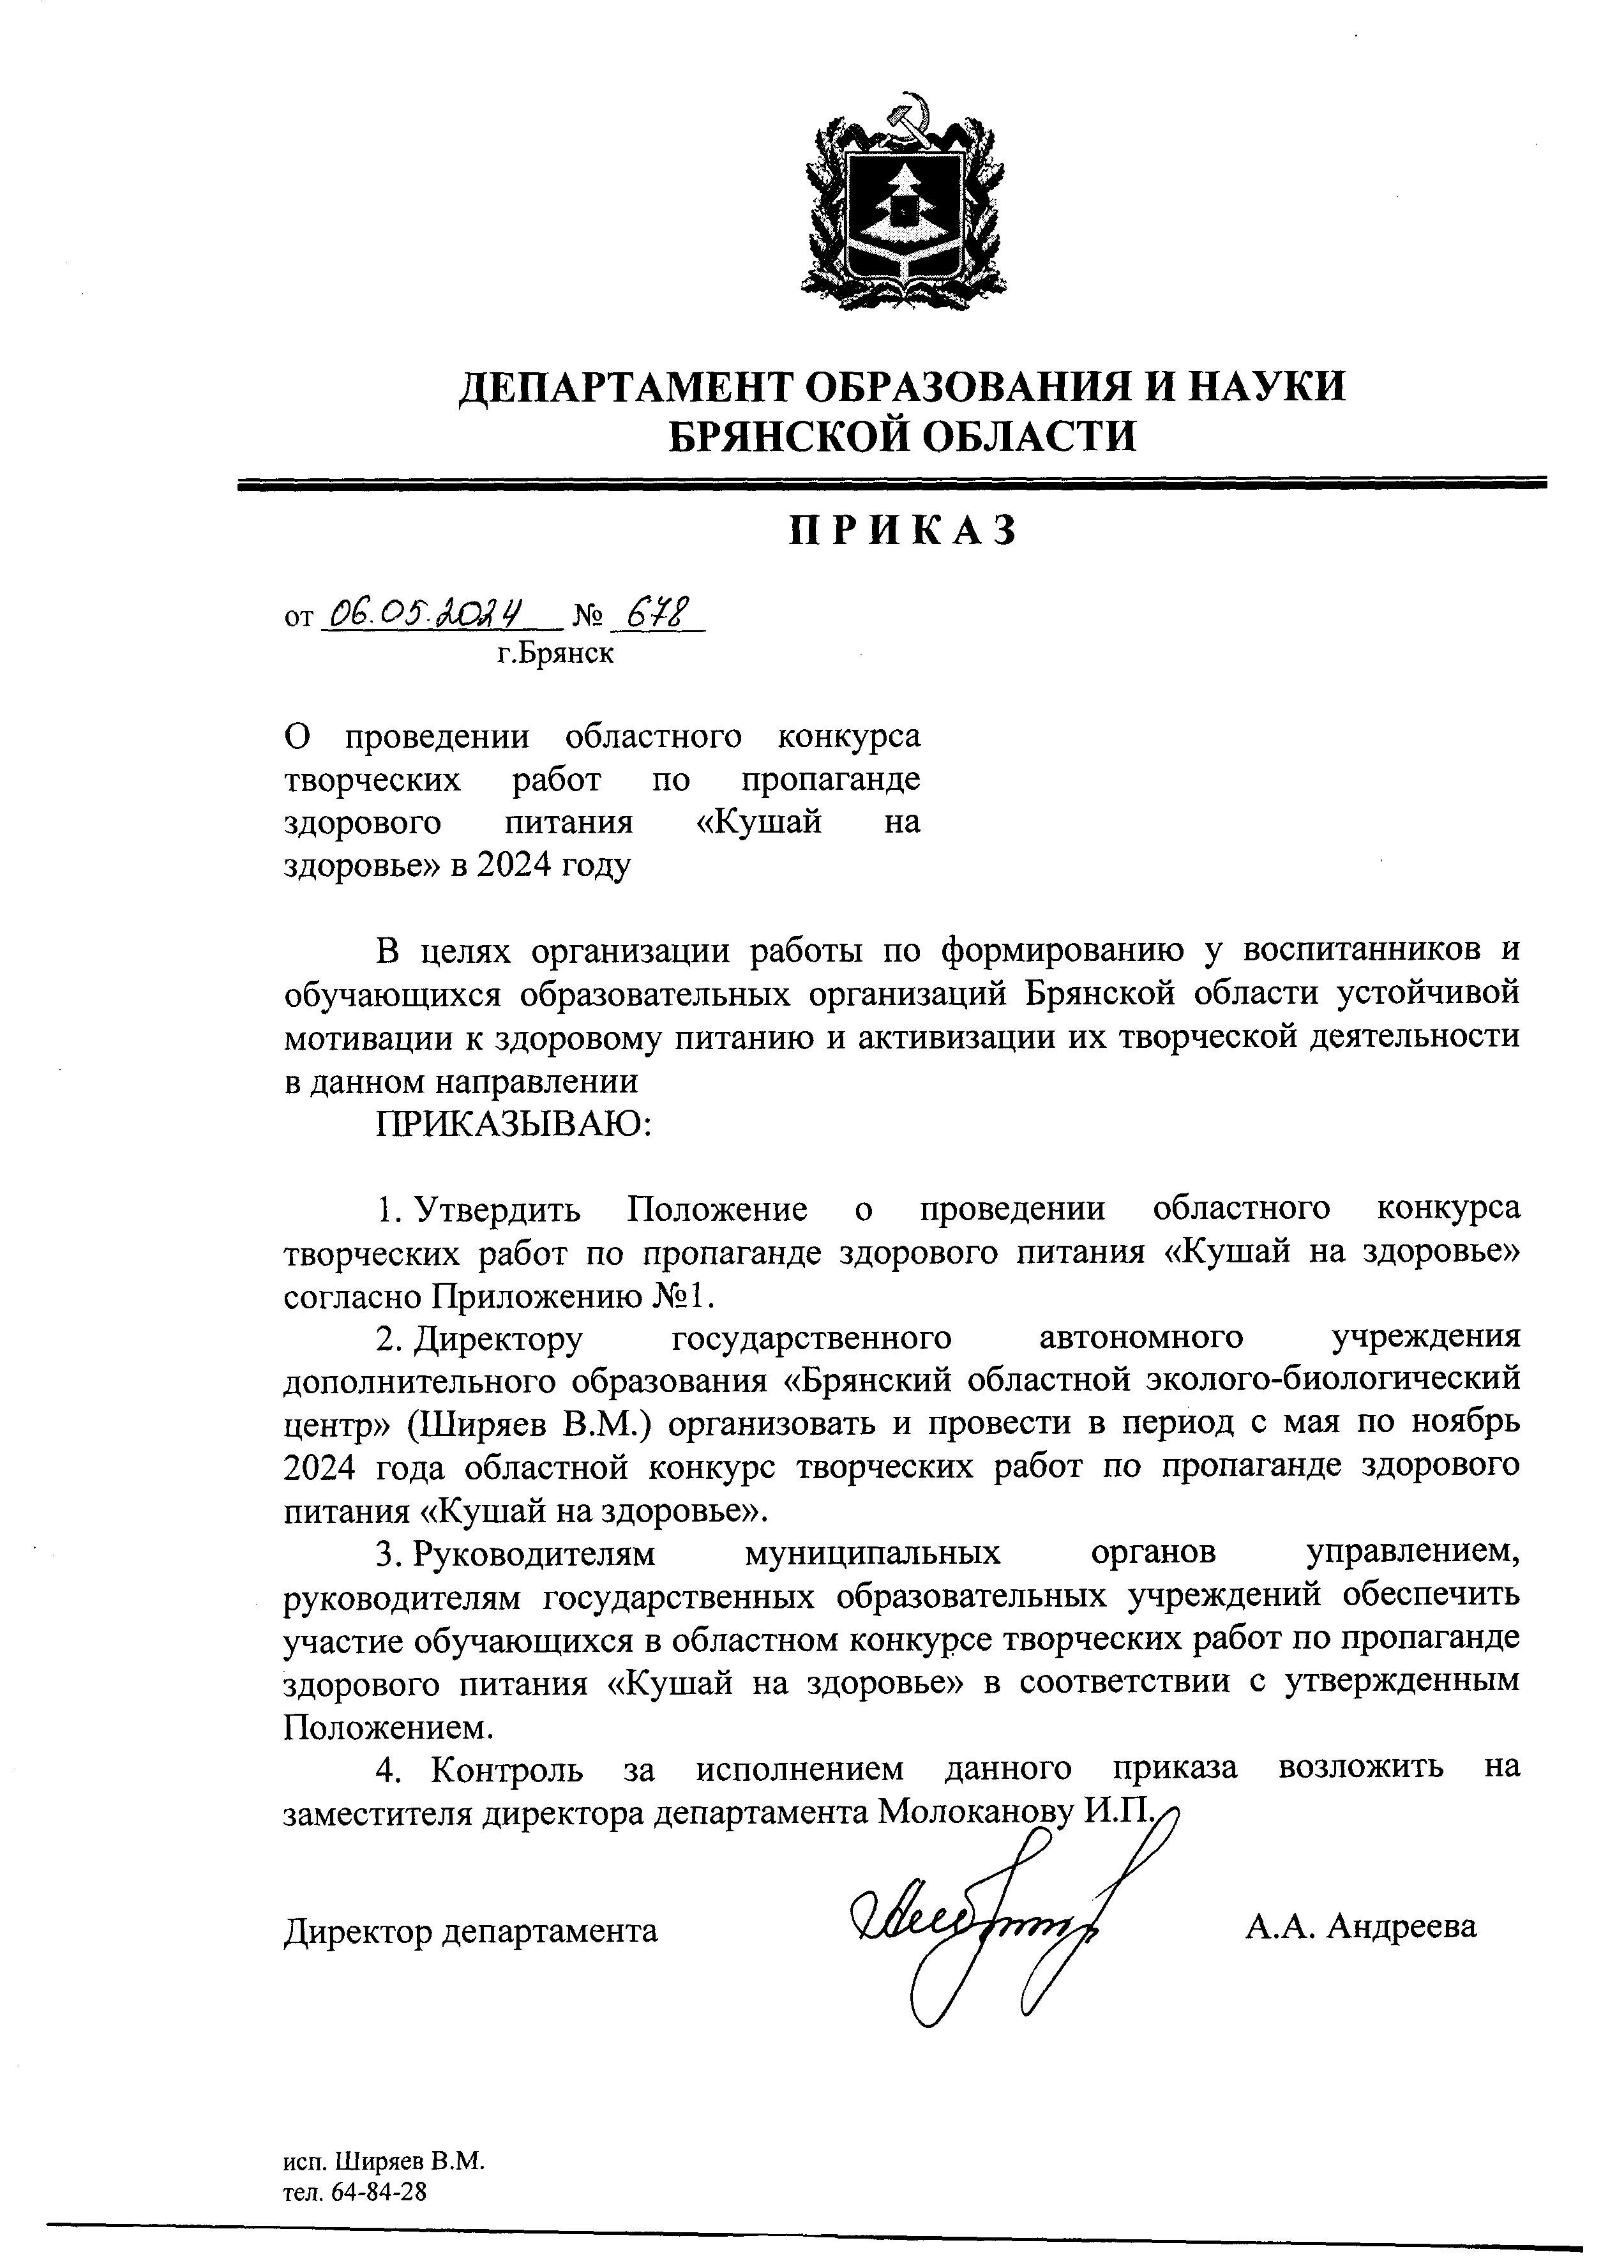 ДЕПАРТАМЕНТ ОБРАЗОВАНИЯ И НАУКИ
БРЯНСКОЙ ОБЛАСТИ
П Р И К А З
от 06.05.2024 № 678
г.Брянск
О проведении областного конкурса
творческих работ по пропаганде
здорового питания «Кушай на
здоровье» в 2024 году
В целях организации работы по формированию у воспитанников и
обучающихся образовательных организаций Брянской области устойчивой
мотивации к здоровому питанию и активизации их творческой деятельности
в данном направлении
ПРИКАЗЫВАЮ:
1. Утвердить Положение о проведении областного конкурса
творческих работ по пропаганде здорового питания «Кушай на здоровье»
согласно Приложению №1.
2. Директору государственного автономного учреждения
дополнительного образования «Брянский областной эколого-биологический
центр» (Ширяев В.М.) организовать и провести в период с мая по ноябрь
2024 года областной конкурс творческих работ по пропаганде здорового
питания «Кушай на здоровье».
3. Руководителям муниципальных органов управлением,
руководителям государственных образовательных учреждений обеспечить
участие обучающихся в областном конкурсе творческих работ по пропаганде
здорового питания «Кушай на здоровье» в соответствии с утвержденным
Положением.
4. Контроль за исполнением данного приказа возложить на
заместителя директора департамента Молоканову И.П.
Директор департамента А.А. Андреева
исп. Ширяев В.М.
тел. 64-84-28